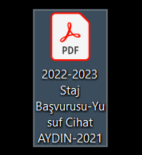 PDF
2022-2023
Staj
Başvurusu-Yu
suf Cihat
AYDIN-2021